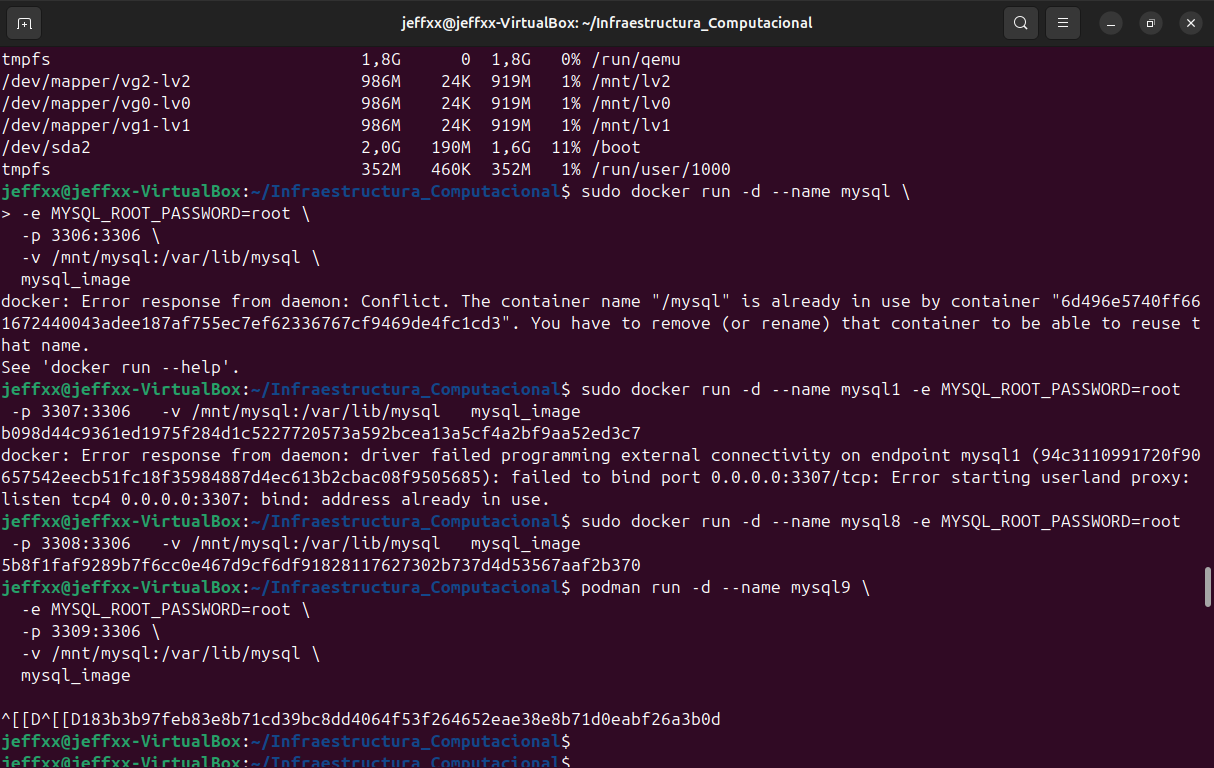 jeffxx@jeffxx-VirtualBox: ~/Infraestructura_Computacional
tmpfs 1,8G 0 1,8G 0% /run/qemu
/dev/mapper/vg2-lv2 986M 24K 919M 1% /mnt/lv2
/dev/mapper/vg0-lv0 986M 24K 919M 1% /mnt/lv0
/dev/mapper/vg1-lv1 986M 24K 919M 1% /mnt/lv1
/dev/sda2 2,0G 190M 1,6G 11% /boot
tmpfs 352M 460K 352M 1% /run/user/1000
jeffxx@jeffxx-VirtualBox:~/Infraestructura_Computacional$ sudo docker run -d --name mysql \
> -e MYSQL_ROOT_PASSWORD=root \
-p 3306:3306 \
-v /mnt/mysql:/var/lib/mysql \
mysql_image
docker: Error response from daemon: Conflict. The container name "/mysql" is already in use by container "6d496e5740ff66
1672440043adee187af755ec7ef62336767cf9469de4fc1cd3". You have to remove (or rename) that container to be able to reuse t
hat name.
See 'docker run --help'.
jeffxx@jeffxx-VirtualBox:~/Infraestructura_Computacional$ sudo docker run -d --name mysql1 -e MYSQL_ROOT_PASSWORD=root
-p 3307:3306 -v /mnt/mysql:/var/lib/mysql mysql_image
b098d44c9361ed1975f284d1c5227720573a592bcea13a5cf4a2bf9aa52ed3c7
docker: Error response from daemon: driver failed programming external connectivity on endpoint mysql1 (94c3110991720f90
657542eecb51fc18f35984887d4ec613b2cbac08f9505685): failed to bind port 0.0.0.0:3307/tcp: Error starting userland proxy:
listen tcp4 0.0.0.0:3307: bind: address already in use.
jeffxx@jeffxx-VirtualBox:~/Infraestructura_Computacional$ sudo docker run -d --name mysql8 -e MYSQL_ROOT_PASSWORD=root
-p 3308:3306 -v /mnt/mysql:/var/lib/mysql mysql_image
5b8f1faf9289b7f6cc0e467d9cf6df91828117627302b737d4d53567aaf2b370
jeffxx@jeffxx-VirtualBox:~/Infraestructura_Computacional$ podman run -d --name mysql9 \
-e MYSQL_ROOT_PASSWORD=root \
-p 3309:3306 \
-v /mnt/mysql:/var/lib/mysql \
mysql_image
^[[D^[[D183b3b97feb83e8b71cd39bc8dd4064f53f264652eae38e8b71d0eabf26a3b0d
jeffxx@jeffxx-VirtualBox:~/Infraestructura_Computacional$
jeffxx@jeffxx-VirtualBox:~/Infraestructura_Computacional$